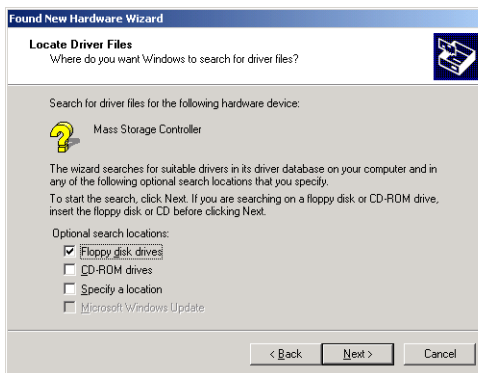 Found New Hardware Wizard
Locate Driver Files
Where do you want Windows to search for driver files?
Search for driver files for the following hardware device:
Mass Storage Controller
The wizard searches for suitable drivers in its driver database on your computer and in
any of the following optional search locations that you specify.
To start the search, click Next. If you are searching on a floppy disk or CD-ROM drive,
insert the floppy disk or CD before clicking Next.
Optional search locations:
Floppy disk drives
CD-ROM drives
Specify a location
Microsoft Windows Update
< Back Next > Cancel